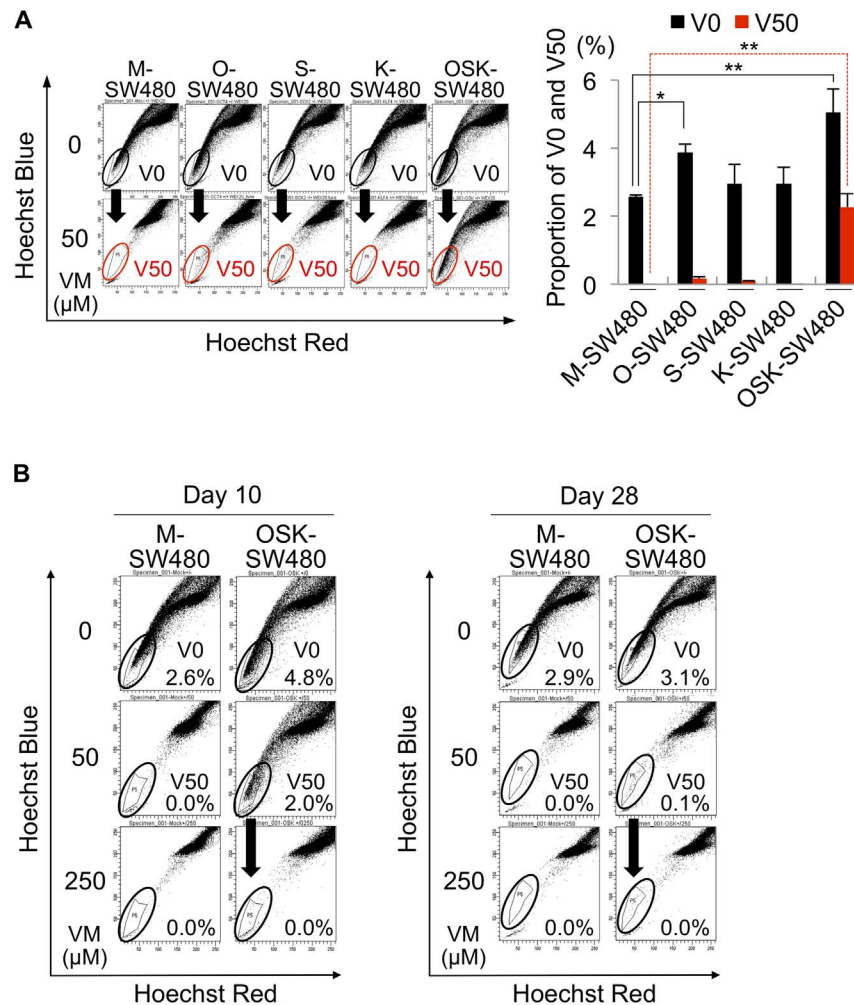 A
M-
SW480
O-
SW480
S-
SW480
K-
SW480
OSK-
SW480
0
V0
V0
V0
V0
V0
50
VM
(μM)
V50
V50
V50
V50
V50
Hoechst Blue
Hoechst Red
V0 V50
(%)
Proportion of V0 and V50
6
4
2
0
*
**
**
M-SW480
O-SW480
S-SW480
K-SW480
OSK-SW480
B
Day 10
M-
SW480
OSK-
SW480
0
V0
2.6%
V0
4.8%
50
V50
0.0%
V50
2.0%
250
VM
(μM)
0.0%
0.0%
Hoechst Blue
Hoechst Red
Day 28
M-
SW480
OSK-
SW480
0
V0
2.9%
V0
3.1%
50
V50
0.0%
V50
0.1%
250
VM
(μM)
0.0%
0.0%
Hoechst Blue
Hoechst Red